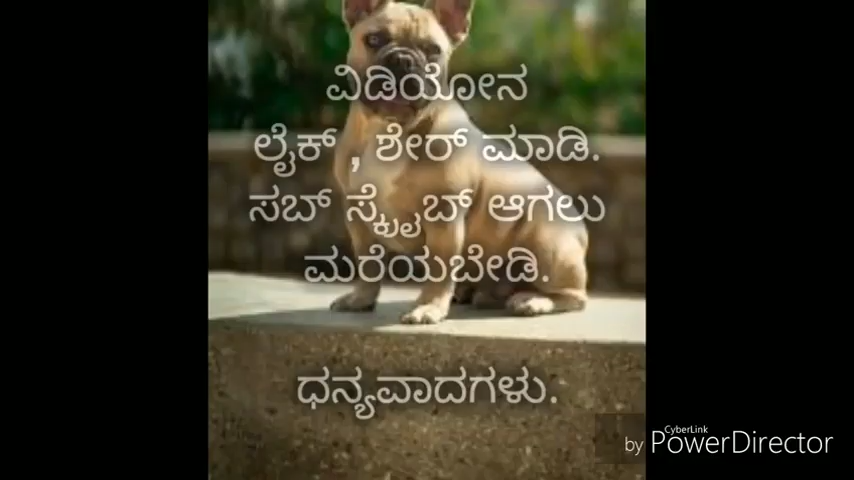 ವಿಡಿಯೋನ
ಲೈಕ್ , ಶೇರ್ ಮಾಡಿ.
ಸಬ್ ಸ್ಕ್ರೈಬ್ ಆಗಲು
ಮರೆಯಬೇಡಿ.
ಧನ್ಯವಾದಗಳು.
CyberLink
by PowerDirector